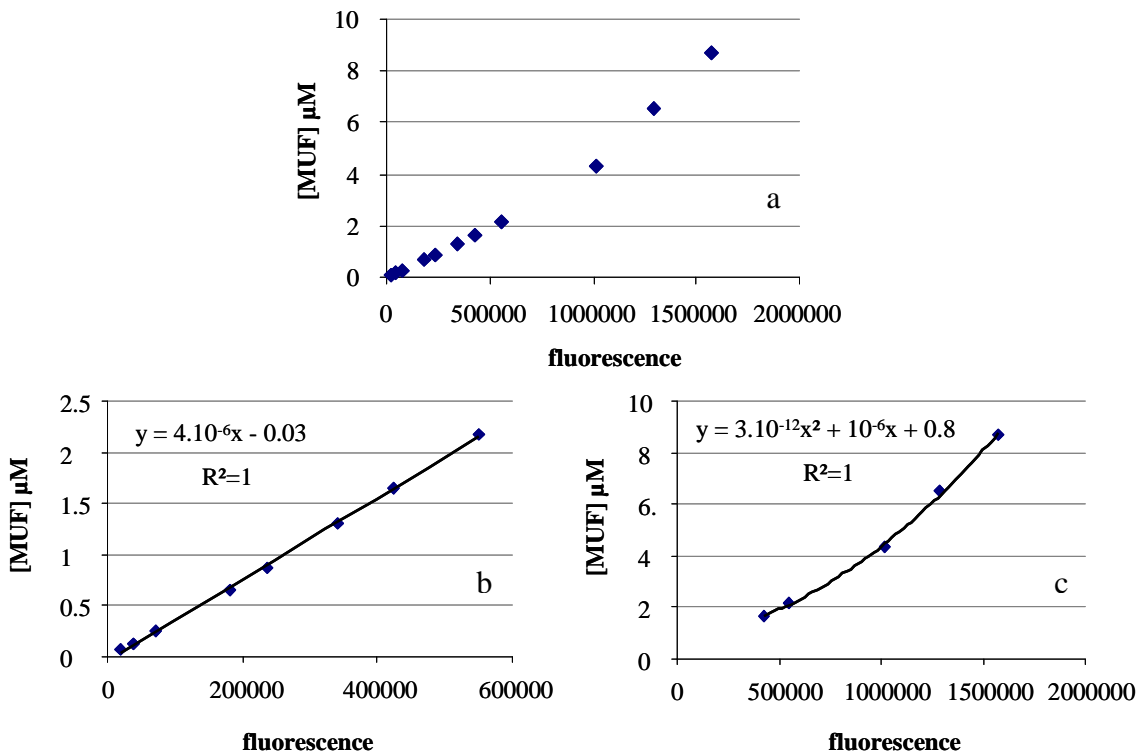 10
8
6
4
2
0
[MUF] µM
a
0 500000 1000000 1500000 2000000
fluorescence
2.5
2
1.5
1
0.5
0
[MUF] µM
y = 4.10⁻⁶x - 0.03
R²=1
b
0 200000 400000 600000
fluorescence
10
8
6.
4
2
0
[MUF] µM
y = 3.10⁻¹²x² + 10⁻⁶x + 0.8
R²=1
c
0 500000 1000000 1500000 2000000
fluorescence